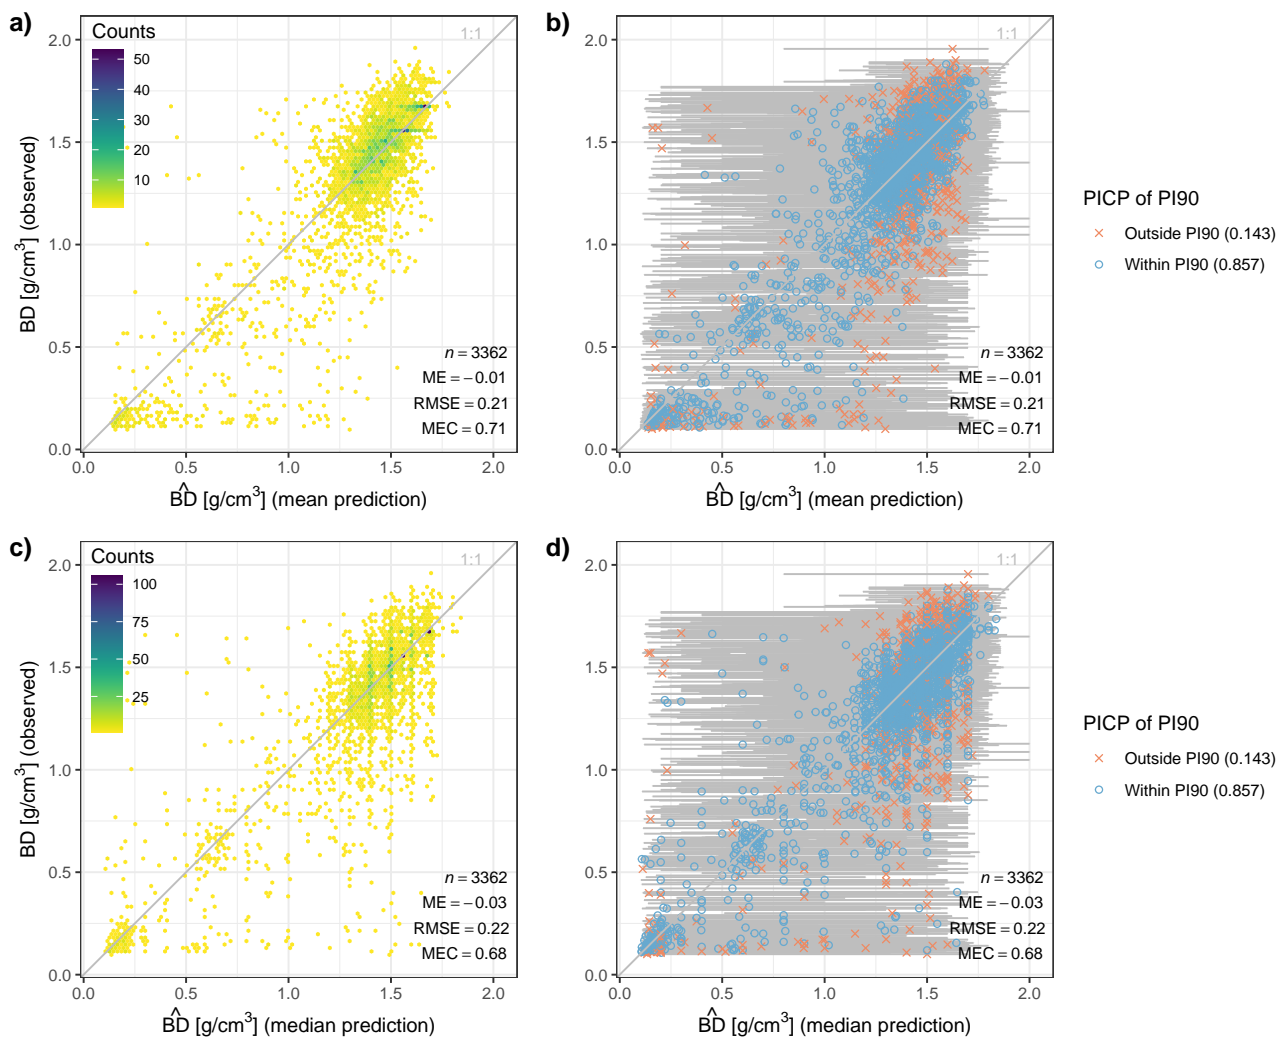 a)
Counts
50
40
30
20
10
1:1
2.0
1.5
1.0
0.5
0.0
BD [g/cm³] (observed)
n = 3362
ME = −0.01
RMSE = 0.21
MEC = 0.71
0.0 0.5 1.0 1.5 2.0
B̂D [g/cm³] (mean prediction)
b)
1:1
2.0
1.5
1.0
0.5
0.0
n = 3362
ME = −0.01
RMSE = 0.21
MEC = 0.71
0.0 0.5 1.0 1.5 2.0
B̂D [g/cm³] (mean prediction)
PICP of PI90
Outside PI90 (0.143)
Within PI90 (0.857)
c)
Counts
100
75
50
25
1:1
2.0
1.5
1.0
0.5
0.0
BD [g/cm³] (observed)
n = 3362
ME = −0.03
RMSE = 0.22
MEC = 0.68
0.0 0.5 1.0 1.5 2.0
B̂D [g/cm³] (median prediction)
d)
1:1
2.0
1.5
1.0
0.5
0.0
n = 3362
ME = −0.03
RMSE = 0.22
MEC = 0.68
0.0 0.5 1.0 1.5 2.0
B̂D [g/cm³] (median prediction)
PICP of PI90
Outside PI90 (0.143)
Within PI90 (0.857)